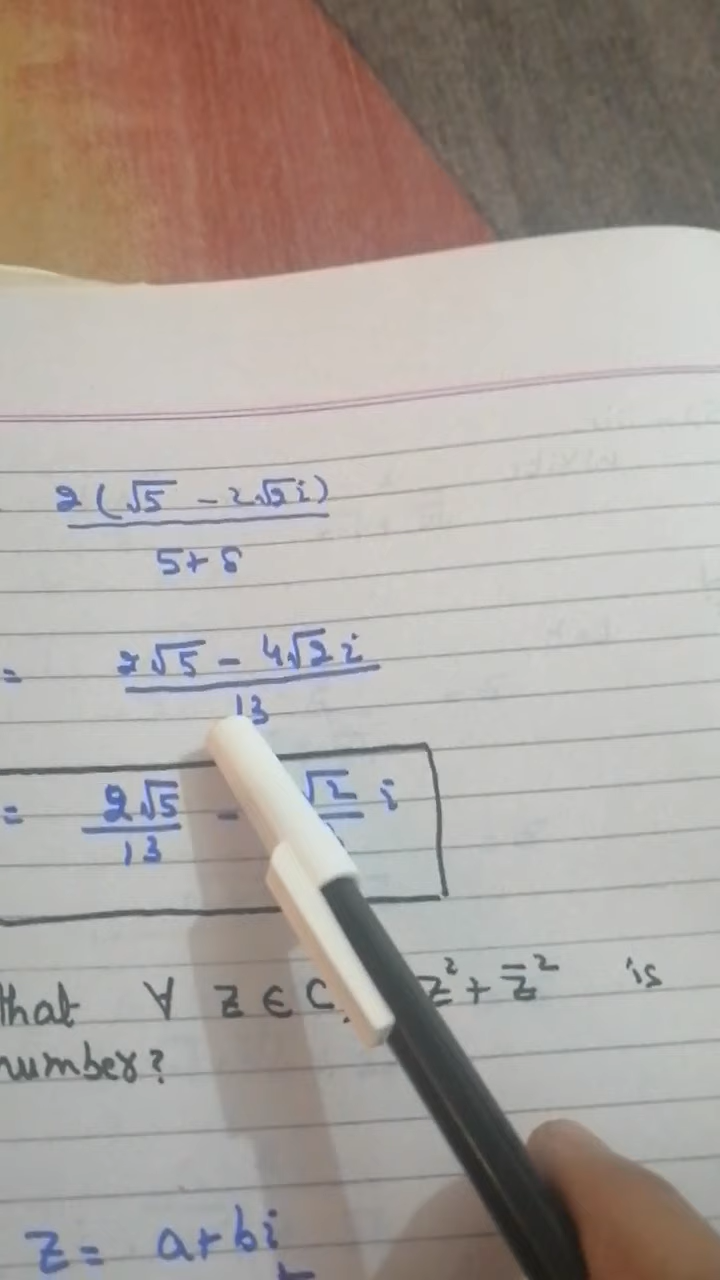 2(√5 - 2√2i)
5+8
= 2√5 - 4√2i
13
= 2√5 - √2 i
13
that ∀ z ∈ C, z² + z̄² is
number?
z = a+bi